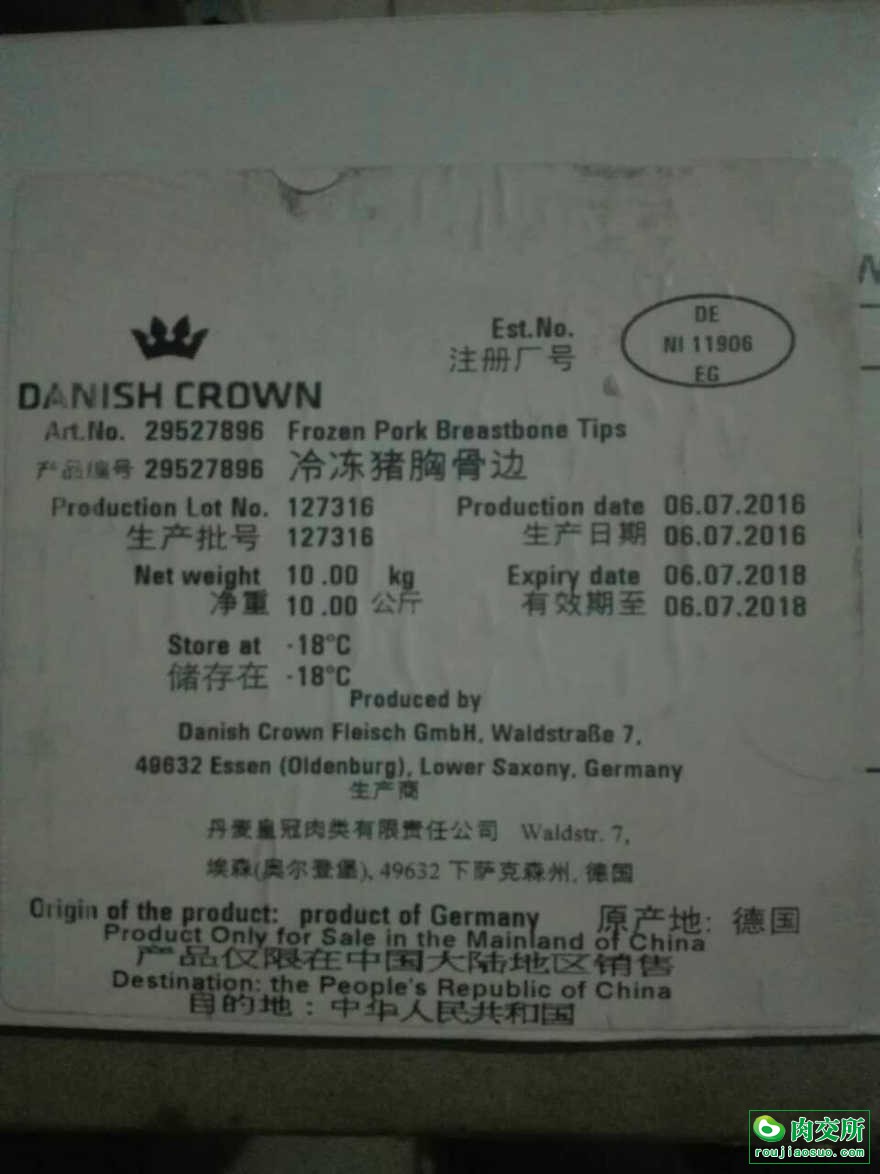 DANISH CROWN
Est.No.
注册厂号
DE
NI 11906
EG
Art.No. 29527896 Frozen Pork Breastbone Tips
产品编号 29527896 冷冻猪胸骨边
Production Lot No. 127316 Production date 06.07.2016
生产批号 127316 生产日期 06.07.2016
Net weight 10.00 kg Expiry date 06.07.2018
净重 10.00 公斤 有效期至 06.07.2018
Store at -18°C
储存在 -18°C
Produced by
Danish Crown Fleisch GmbH, Waldstraße 7,
49632 Essen (Oldenburg), Lower Saxony, Germany
生产商
丹麦皇冠肉类有限责任公司 Waldstr. 7,
埃森(奥尔登堡), 49632 下萨克森州, 德国
Origin of the product: product of Germany 原产地: 德国
Product Only for Sale in the Mainland of China
产品仅限在中国大陆地区销售
Destination: the People's Republic of China
目的地：中华人民共和国
肉交所
roujiaosuo.com